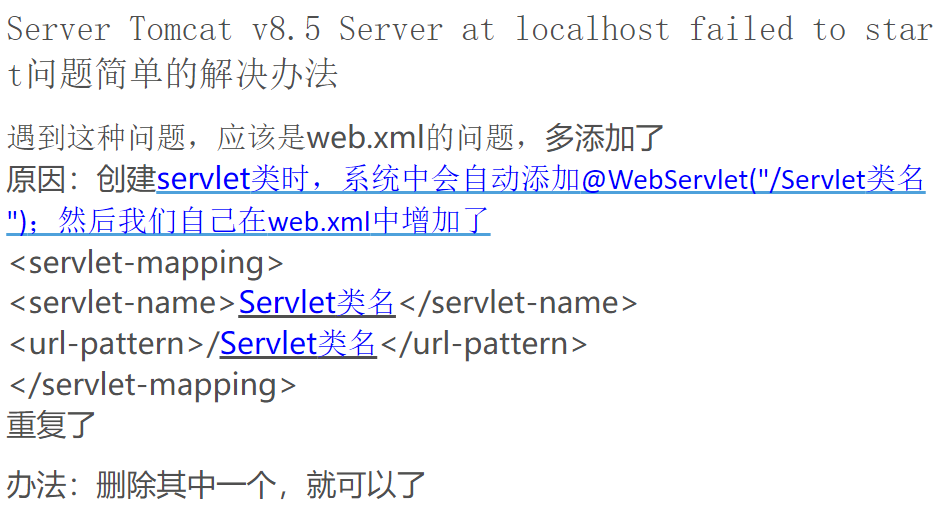 Server Tomcat v8.5 Server at localhost failed to star
t问题简单的解决办法
遇到这种问题，应该是web.xml的问题，多添加了
原因：创建servlet类时，系统中会自动添加@WebServlet("/Servlet类名
")；然后我们自己在web.xml中增加了
<servlet-mapping>
<servlet-name>Servlet类名</servlet-name>
<url-pattern>/Servlet类名</url-pattern>
</servlet-mapping>
重复了
办法：删除其中一个，就可以了